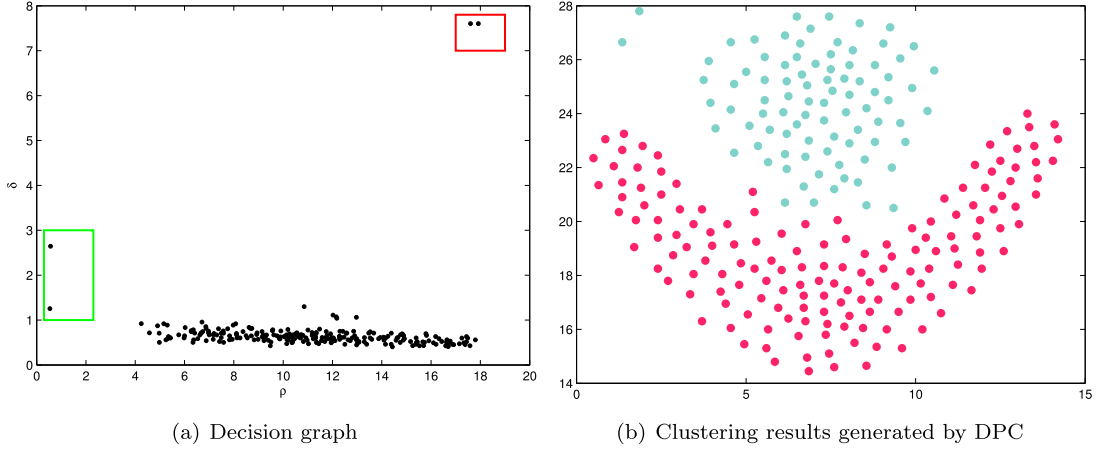 8
7
6
5
4
3
2
1
0
δ
0 2 4 6 8 10 12 14 16 18 20
ρ
(a) Decision graph
28
26
24
22
20
18
16
14
0 5 10 15
(b) Clustering results generated by DPC